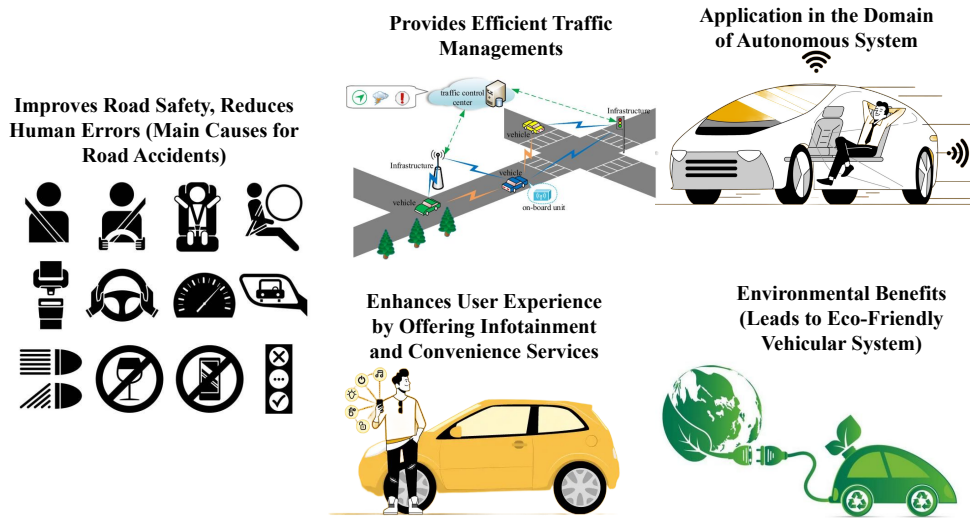 Improves Road Safety, Reduces
Human Errors (Main Causes for
Road Accidents)
Provides Efficient Traffic
Managements
traffic control
center
Infrastructure
vehicle
Infrastructure
vehicle
vehicle
on-board unit
Application in the Domain
of Autonomous System
Enhances User Experience
by Offering Infotainment
and Convenience Services
Environmental Benefits
(Leads to Eco-Friendly
Vehicular System)